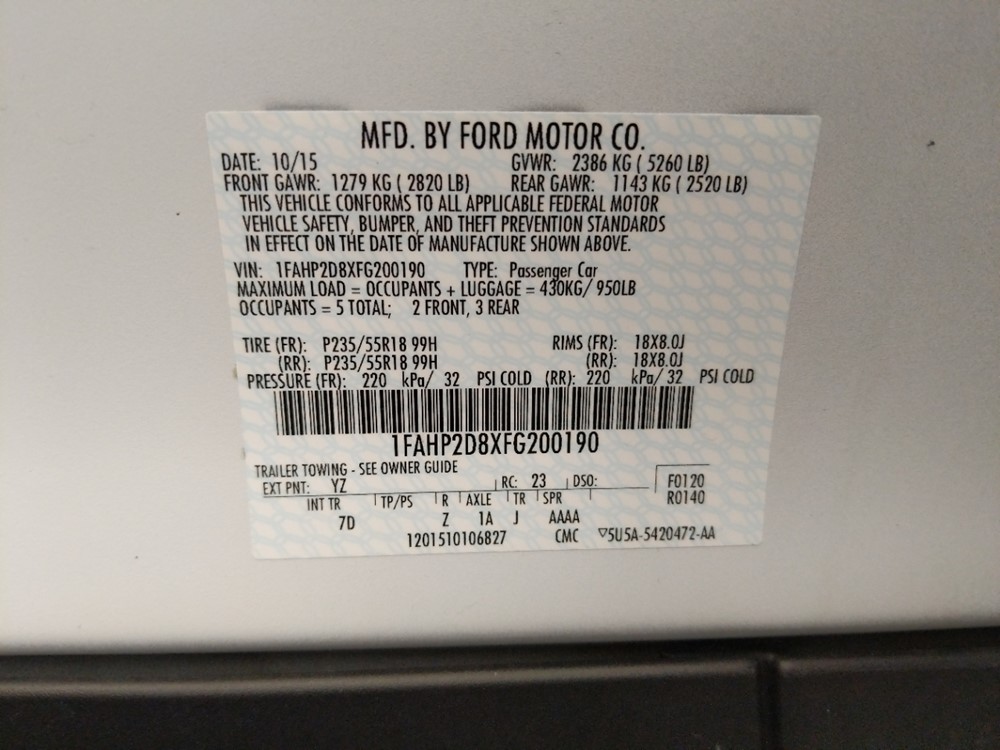 MFD. BY FORD MOTOR CO.
DATE: 10/15 GVWR: 2386 KG ( 5260 LB)
FRONT GAWR: 1279 KG ( 2820 LB) REAR GAWR: 1143 KG ( 2520 LB)
THIS VEHICLE CONFORMS TO ALL APPLICABLE FEDERAL MOTOR
VEHICLE SAFETY, BUMPER, AND THEFT PREVENTION STANDARDS
IN EFFECT ON THE DATE OF MANUFACTURE SHOWN ABOVE.
VIN: 1FAHP2D8XFG200190 TYPE: Passenger Car
MAXIMUM LOAD = OCCUPANTS + LUGGAGE = 430KG/ 950LB
OCCUPANTS = 5 TOTAL; 2 FRONT, 3 REAR
TIRE (FR): P235/55R18 99H RIMS (FR): 18X8.0J
(RR): P235/55R18 99H (RR): 18X8.0J
PRESSURE (FR): 220 kPa/ 32 PSI COLD (RR): 220 kPa/ 32 PSI COLD
1FAHP2D8XFG200190
TRAILER TOWING - SEE OWNER GUIDE
EXT PNT: YZ RC: 23 DSO: F0120
INT TR TP/PS R AXLE TR SPR R0140
7D Z 1A J AAAA
1201510106827 CMC ▽5U5A-5420472-AA